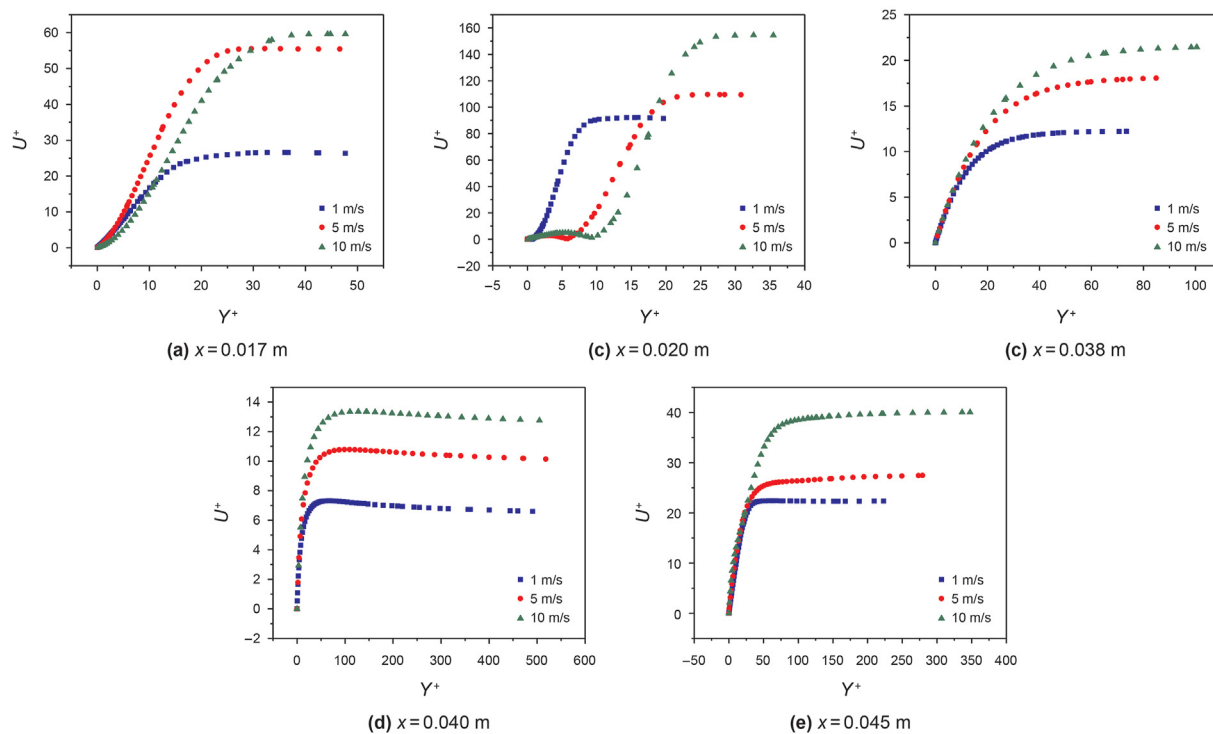 60
50
40
30
20
10
0
U⁺
0 10 20 30 40 50
Y⁺
1 m/s
5 m/s
10 m/s
(a) x = 0.017 m
180
160
140
120
100
80
60
40
20
0
−20
U⁺
−5 0 5 10 15 20 25 30 35 40
Y⁺
1 m/s
5 m/s
10 m/s
(c) x = 0.020 m
25
20
15
10
5
0
U⁺
0 20 40 60 80 100
Y⁺
1 m/s
5 m/s
10 m/s
(c) x = 0.038 m
14
12
10
8
6
4
2
0
−2
U⁺
0 100 200 300 400 500 600
Y⁺
1 m/s
5 m/s
10 m/s
(d) x = 0.040 m
40
30
20
10
0
U⁺
−50 0 50 100 150 200 250 300 350 400
Y⁺
1 m/s
5 m/s
10 m/s
(e) x = 0.045 m